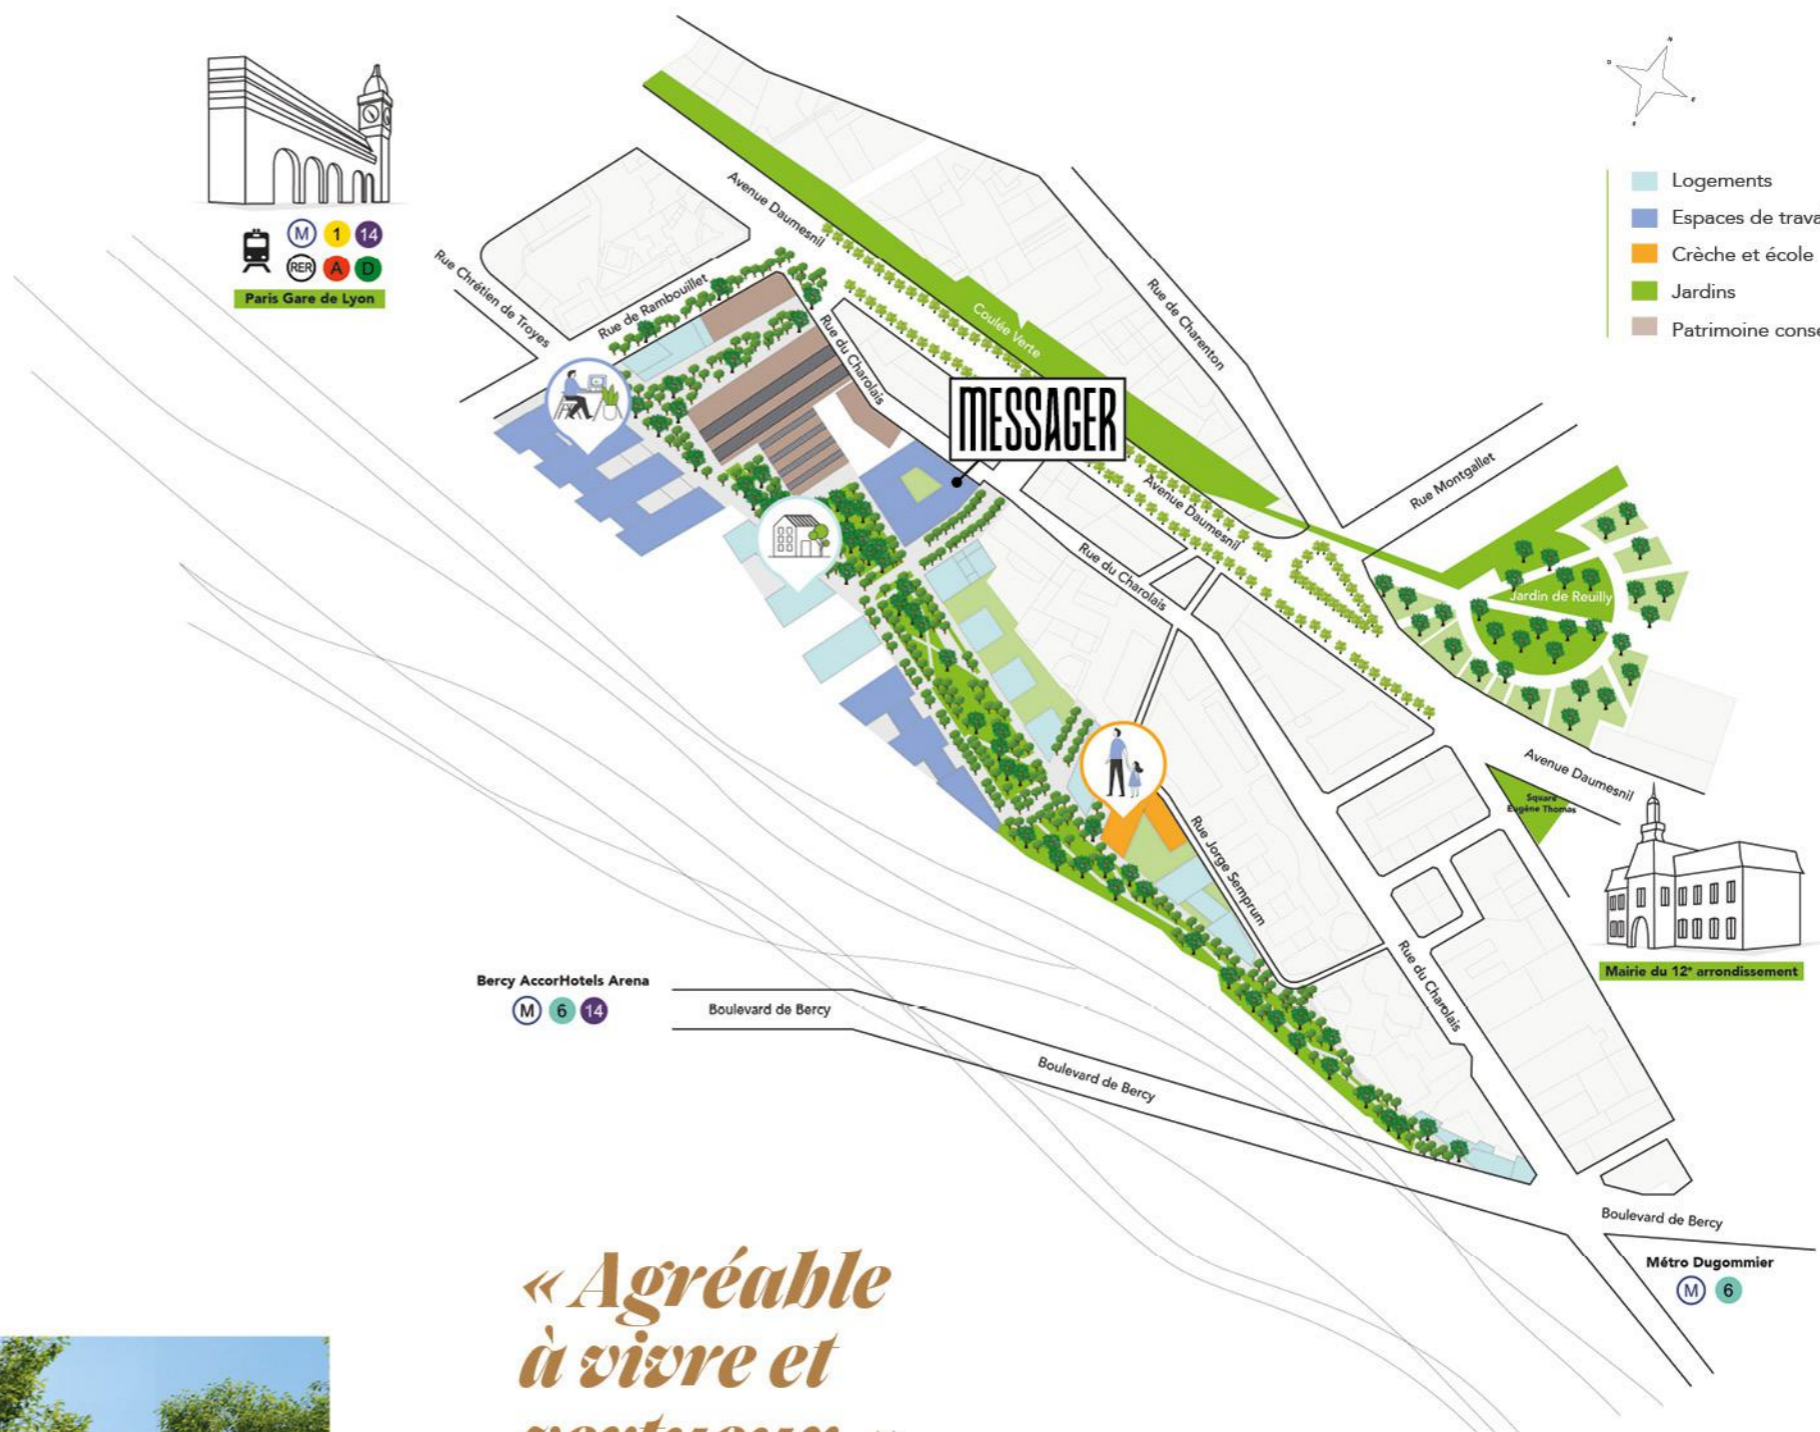 N
O
E
S
Logements
Espaces de trava
Crèche et école
Jardins
Patrimoine conse
M 1 14
RER A D
Paris Gare de Lyon
Rue Chrétien de Troyes
Rue de Rambouillet
Avenue Daumesnil
Rue du Charolais
Coulée Verte
Rue de Charenton
MESSAGER
Rue Montgallet
Avenue Daumesnil
Rue du Charolais
Jardin de Reuilly
Avenue Daumesnil
Square
Eugène Thomas
Rue Jorge Semprum
Rue du Charolais
Mairie du 12e arrondissement
Bercy AccorHotels Arena
M 6 14
Boulevard de Bercy
Boulevard de Bercy
Boulevard de Bercy
Métro Dugommier
M 6
« Agréable
à vivre et
vertueux »